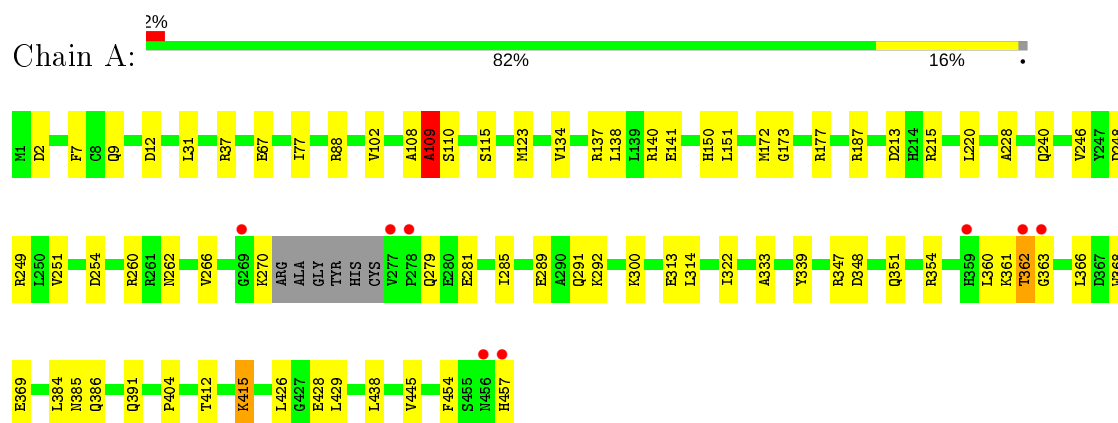 2%
Chain A:
82% 16% •
M1 D2 F7 C8 Q9 D12 L31 R37 E67 I77 R88 V102 A108 A109 S110 S115 M123 V134 R137 L138 L139 R140 E141 H150 L151 M172 G173 R177 R187 D213 H214 R215 L220 A228 Q240 V246 Y247
R249 L250 V251 D254 R260 R261 N262 V266 G269 K270 ARG ALA GLY TYR HIS CYS V277 P278 Q279 E280 E281 I285 E289 A290 Q291 K292 K300 E313 L314 I322 A333 Y339 R347 D348 Q351 R354 H359 L360 K361 T362 G363 L366 D367 W368
E369 L384 N385 Q386 Q391 P404 T412 K415 L426 G427 E428 L429 L438 V445 F454 S455 N456 H457